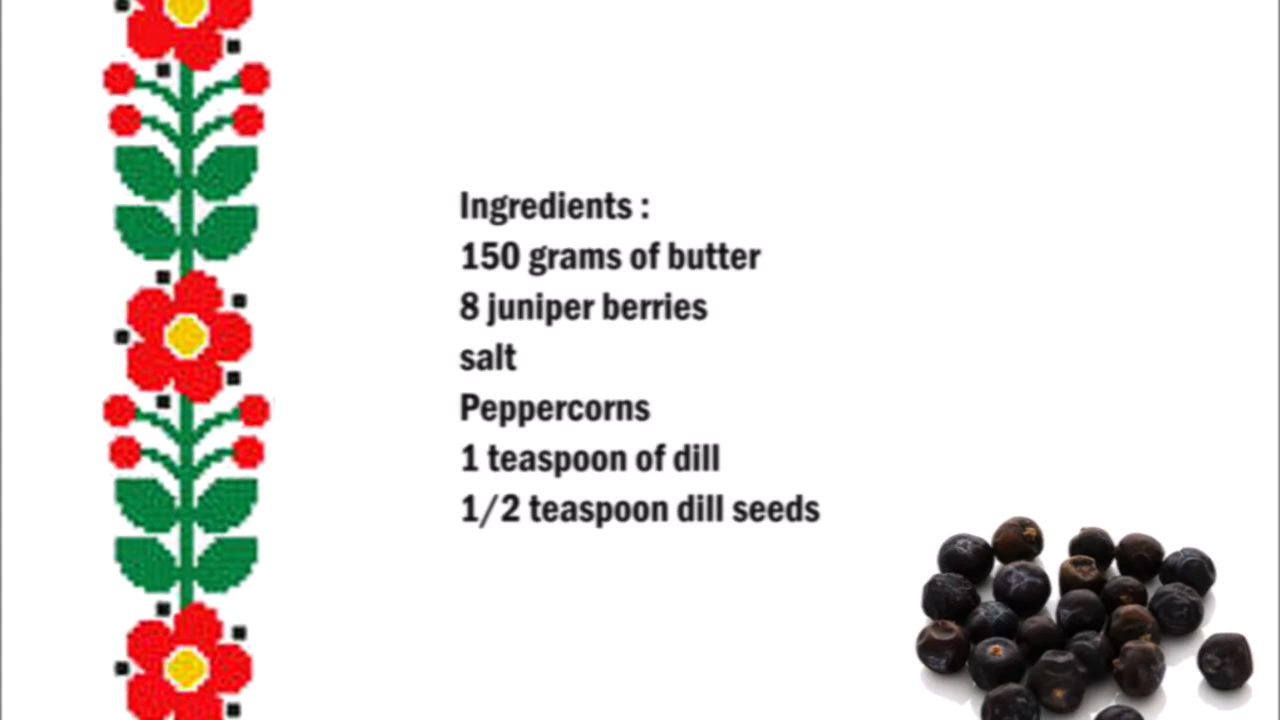 Ingredients :
150 grams of butter
8 juniper berries
salt
Peppercorns
1 teaspoon of dill
1/2 teaspoon dill seeds